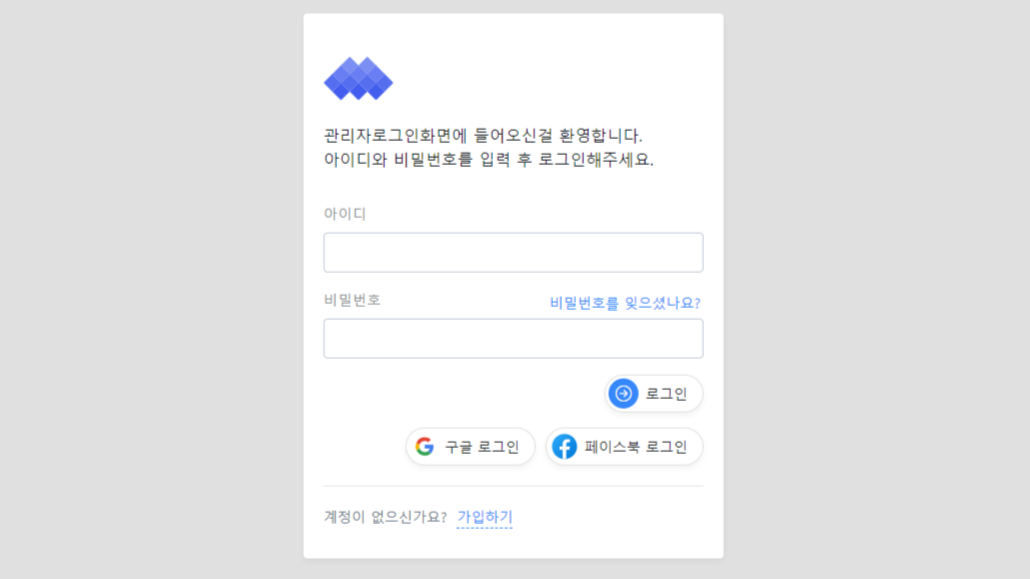 관리자로그인화면에 들어오신걸 환영합니다.
아이디와 비밀번호를 입력 후 로그인해주세요.
아이디
비밀번호
비밀번호를 잊으셨나요?
로그인
구글 로그인
페이스북 로그인
계정이 없으신가요? 가입하기